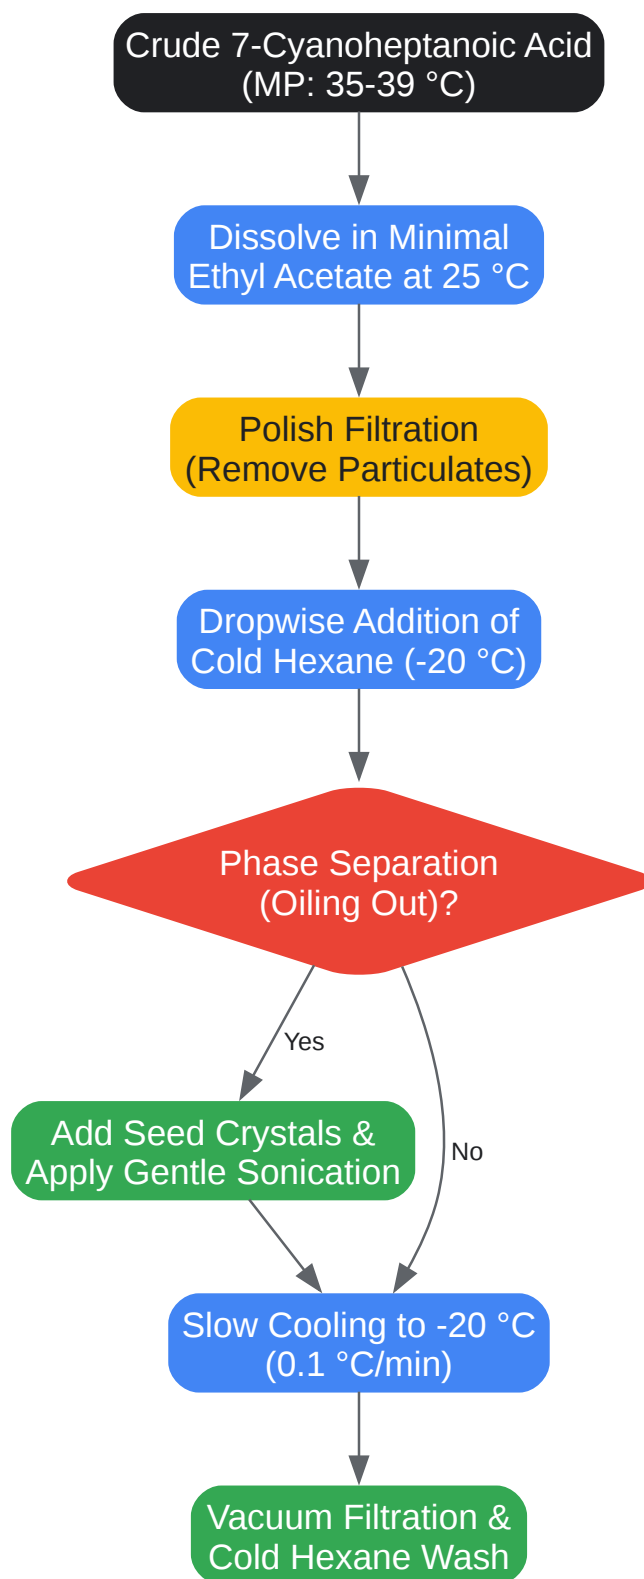 Crude 7-Cyanoheptanoic Acid
(MP: 35-39 °C)
Dissolve in Minimal
Ethyl Acetate at 25 °C
Polish Filtration
(Remove Particulates)
Dropwise Addition of
Cold Hexane (-20 °C)
Phase Separation
(Oiling Out)?
Yes
Add Seed Crystals &
Apply Gentle Sonication
No
Slow Cooling to -20 °C
(0.1 °C/min)
Vacuum Filtration &
Cold Hexane Wash